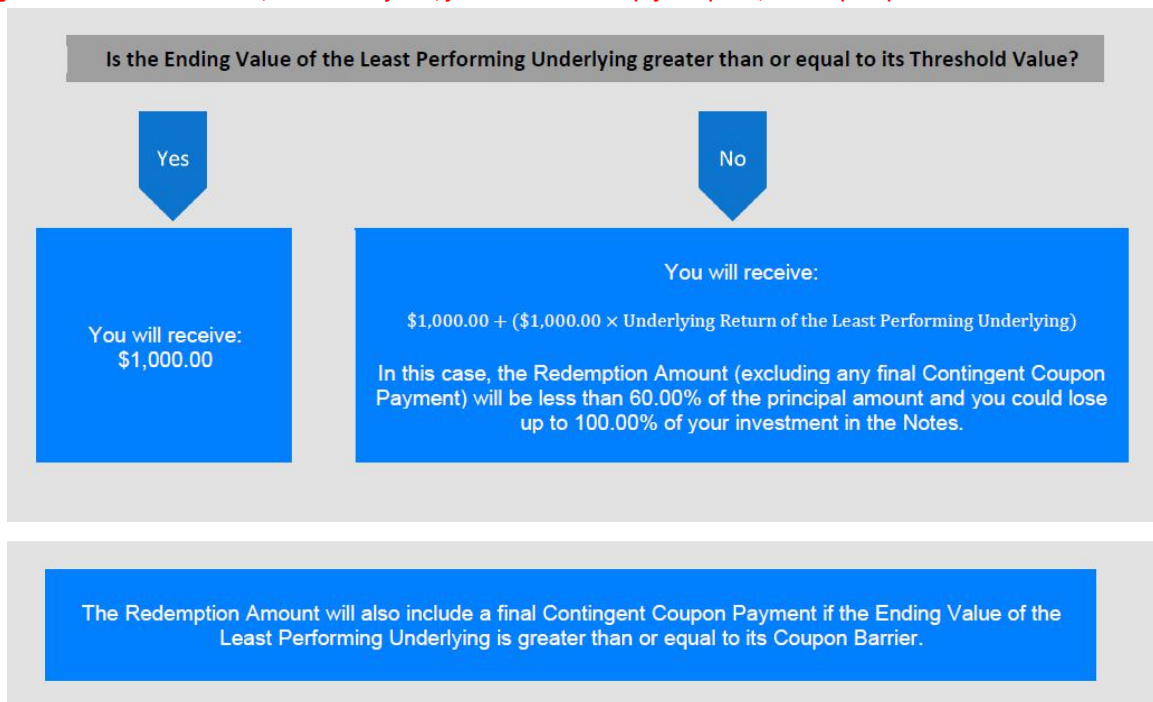 Is the Ending Value of the Least Performing Underlying greater than or equal to its Threshold Value?
Yes
No
You will receive:
$1,000.00
You will receive:
$1,000.00 + ($1,000.00 × Underlying Return of the Least Performing Underlying)
In this case, the Redemption Amount (excluding any final Contingent Coupon
Payment) will be less than 60.00% of the principal amount and you could lose
up to 100.00% of your investment in the Notes.
The Redemption Amount will also include a final Contingent Coupon Payment if the Ending Value of the
Least Performing Underlying is greater than or equal to its Coupon Barrier.